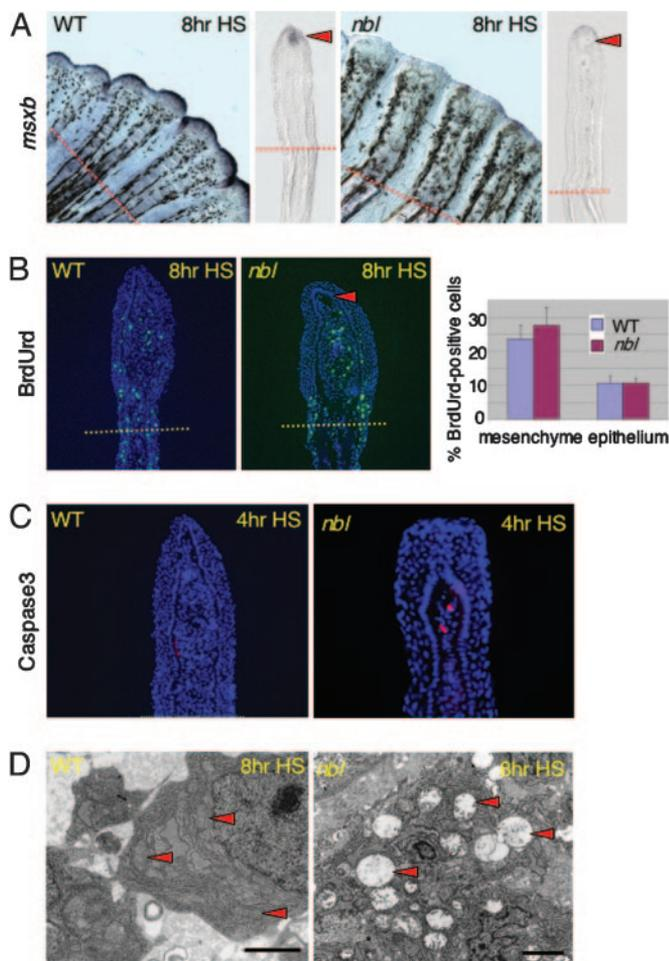 A
WT 8hr HS
nbl 8hr HS
msxb
B
WT 8hr HS
nbl 8hr HS
BrdUrd
% BrdUrd-positive cells
30
20
10
0
WT
nbl
mesenchyme epithelium
C
WT 4hr HS
nbl 4hr HS
Caspase3
D
WT 8hr HS
nbl 8hr HS